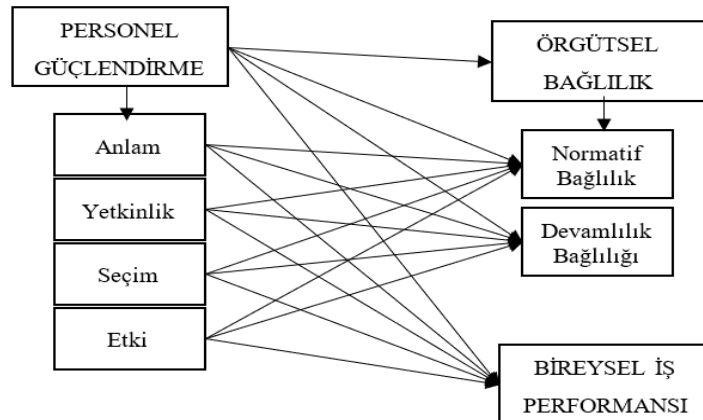 PERSONEL
GÜÇLENDİRME
Anlam
Yetkinlik
Seçim
Etki
ÖRGÜTSEL
BAĞLILIK
Normatif
Bağlılık
Devamlılık
Bağlılığı
BİREYSEL İŞ
PERFORMANSI